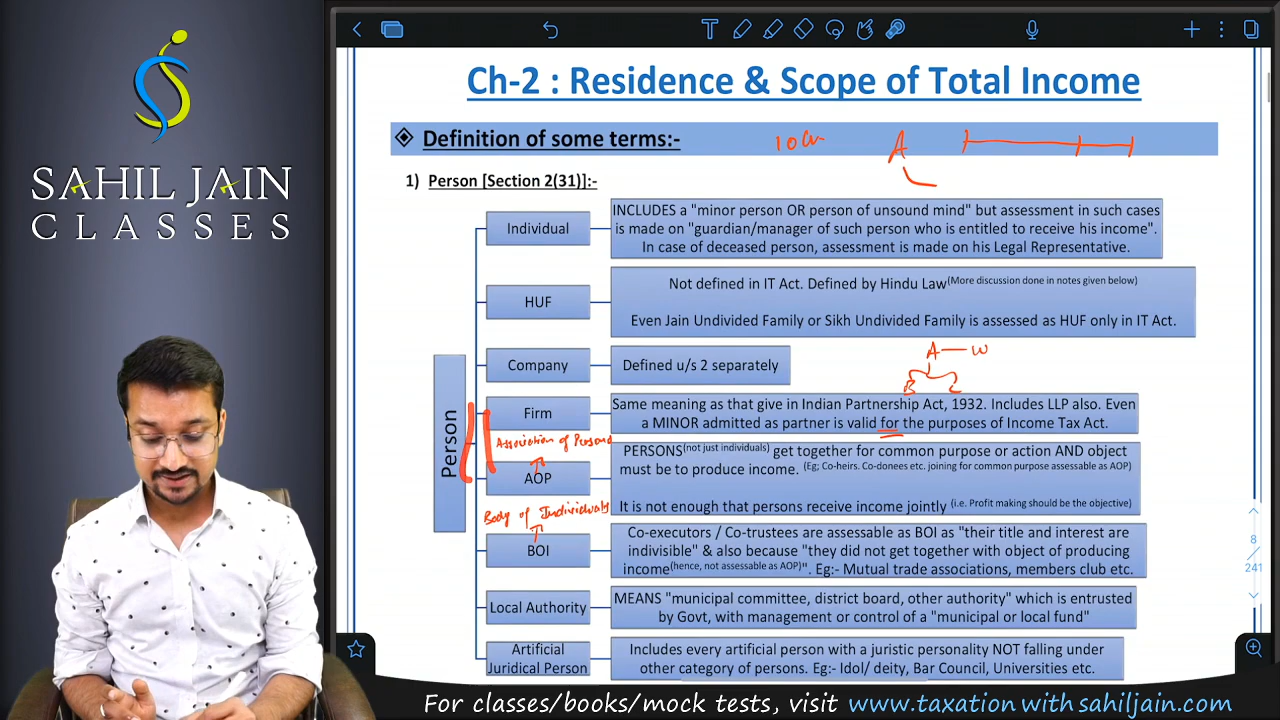 SAHIL JAIN
CLASSES
Ch-2 : Residence & Scope of Total Income
Definition of some terms:-
10 Cr
A
1) Person [Section 2(31)]:-
Person
Individual
INCLUDES a "minor person OR person of unsound mind" but assessment in such cases
is made on "guardian/manager of such person who is entitled to receive his income".
In case of deceased person, assessment is made on his Legal Representative.
HUF
Not defined in IT Act. Defined by Hindu Law(More discussion done in notes given below)
Even Jain Undivided Family or Sikh Undivided Family is assessed as HUF only in IT Act.
Company
Defined u/s 2 separately
A — W
B C
Firm
Same meaning as that give in Indian Partnership Act, 1932. Includes LLP also. Even
a MINOR admitted as partner is valid for the purposes of Income Tax Act.
Association of Persons
AOP
PERSONS(not just individuals) get together for common purpose or action AND object
must be to produce income. (Eg; Co-heirs. Co-donees etc. joining for common purpose assessable as AOP)
It is not enough that persons receive income jointly (i.e. Profit making should be the objective)
Body of Individuals
BOI
Co-executors / Co-trustees are assessable as BOI as "their title and interest are
indivisible" & also because "they did not get together with object of producing
income(hence, not assessable as AOP)". Eg:- Mutual trade associations, members club etc.
Local Authority
MEANS "municipal committee, district board, other authority" which is entrusted
by Govt, with management or control of a "municipal or local fund"
Artificial
Juridical Person
Includes every artificial person with a juristic personality NOT falling under
other category of persons. Eg:- Idol/ deity, Bar Council, Universities etc.
8
241
For classes/books/mock tests, visit www.taxationwithsahiljain.com